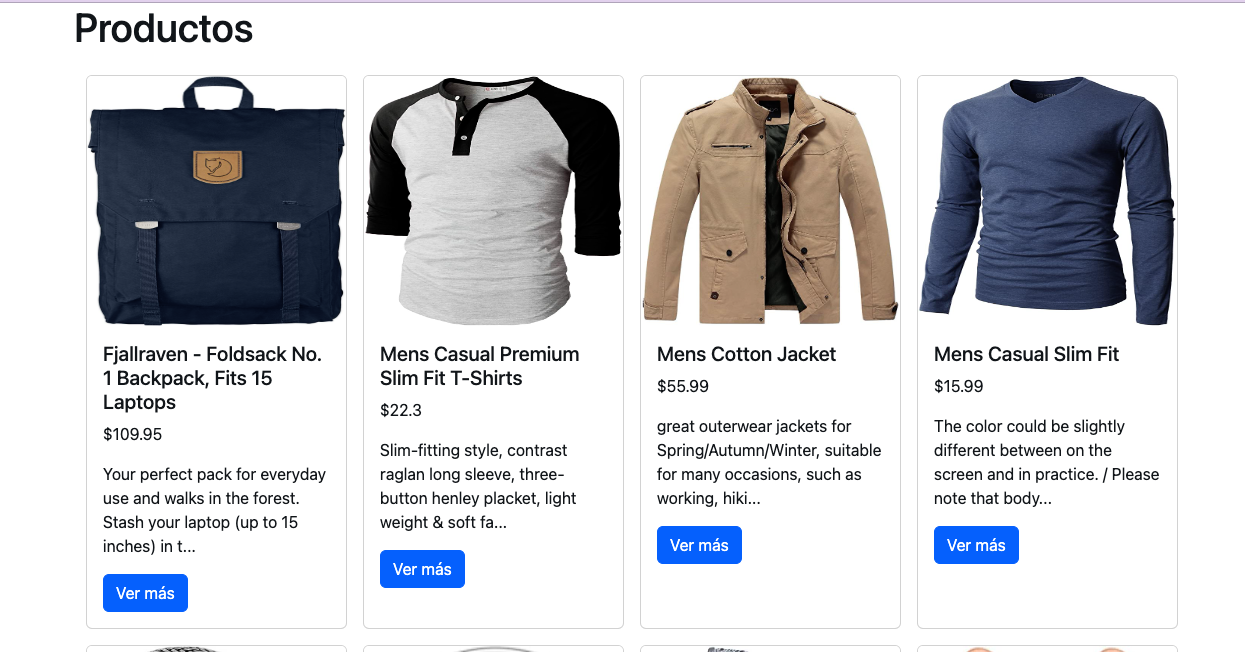 Productos
Fjallraven - Foldsack No.
1 Backpack, Fits 15
Laptops
$109.95
Your perfect pack for everyday
use and walks in the forest.
Stash your laptop (up to 15
inches) in t...
Ver más
Mens Casual Premium
Slim Fit T-Shirts
$22.3
Slim-fitting style, contrast
raglan long sleeve, three-
button henley placket, light
weight & soft fa...
Ver más
Mens Cotton Jacket
$55.99
great outerwear jackets for
Spring/Autumn/Winter, suitable
for many occasions, such as
working, hiki...
Ver más
Mens Casual Slim Fit
$15.99
The color could be slightly
different between on the
screen and in practice. / Please
note that body...
Ver más